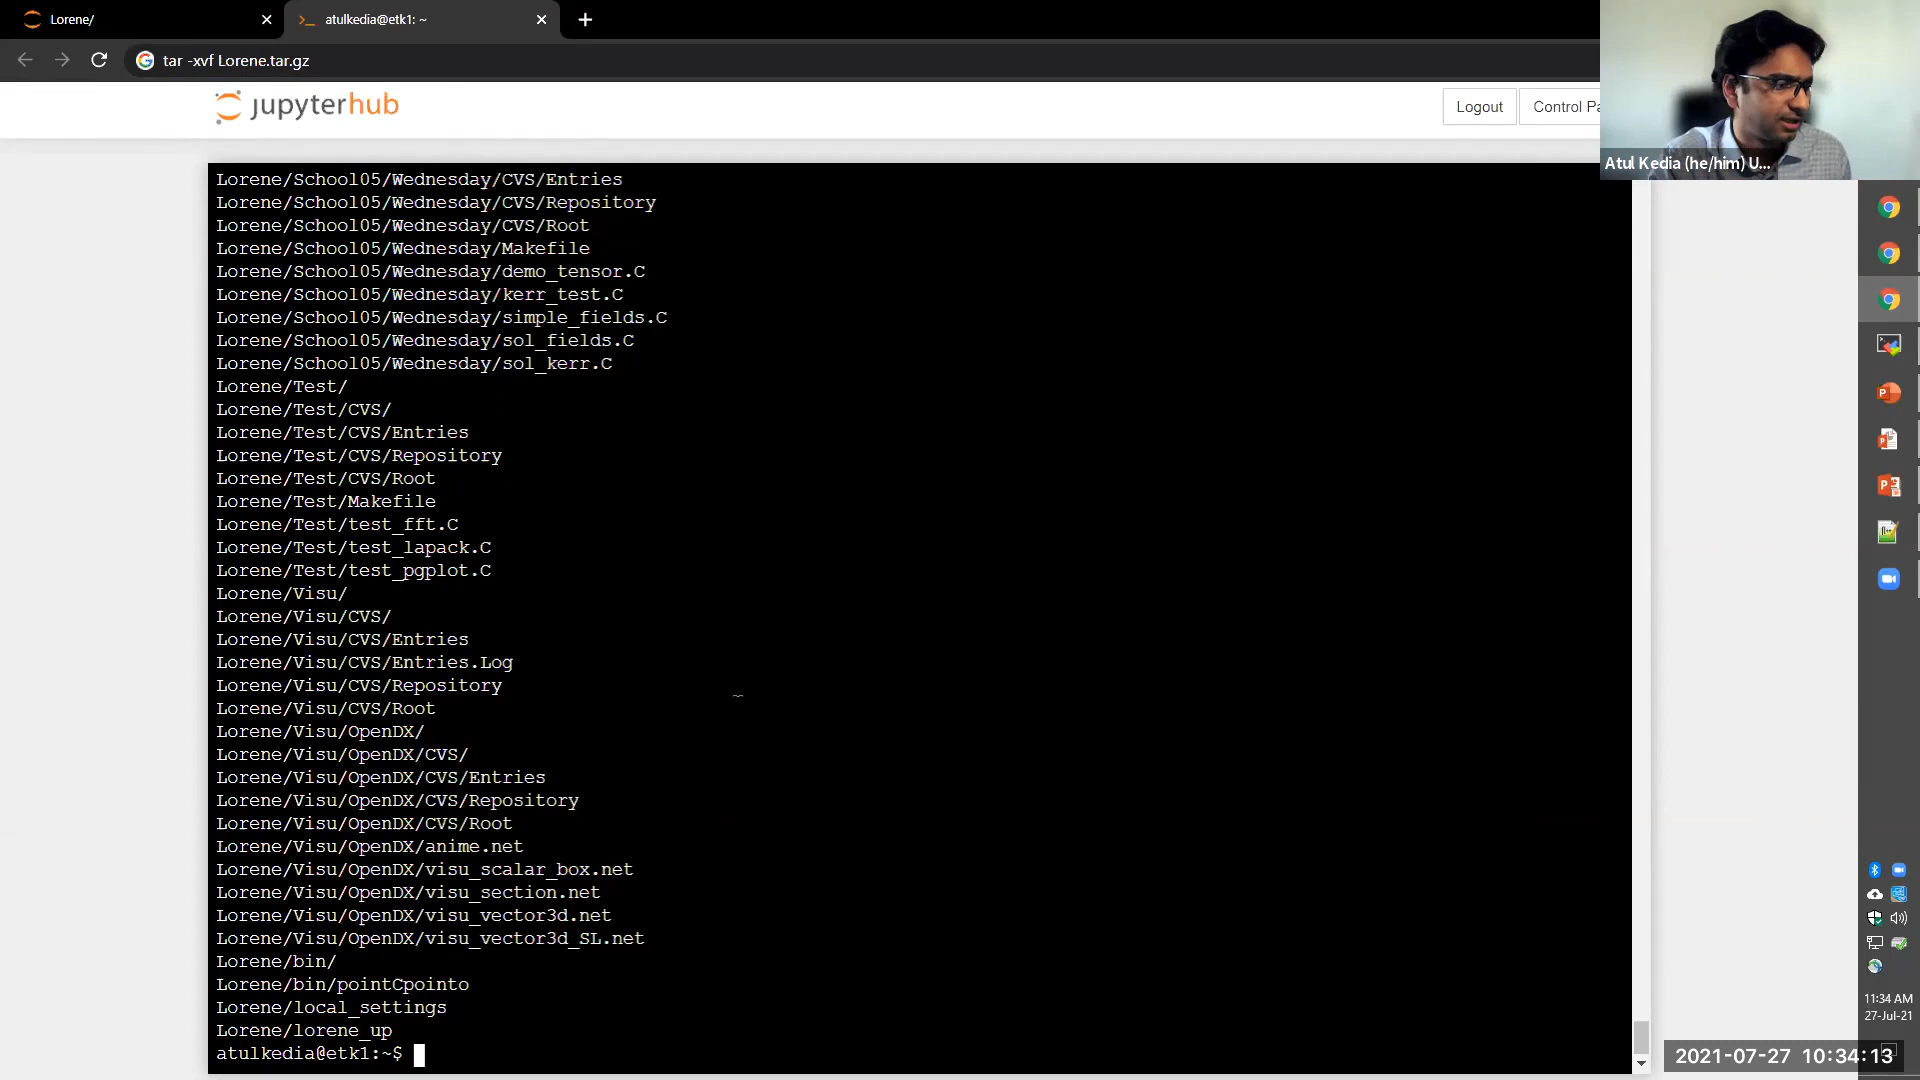 Lorene/
atulkedia@etk1: ~
tar -xvf Lorene.tar.gz
jupyterhub
Logout
Control Pa
Atul Kedia (he/him) U...
Lorene/School05/Wednesday/CVS/Entries
Lorene/School05/Wednesday/CVS/Repository
Lorene/School05/Wednesday/CVS/Root
Lorene/School05/Wednesday/Makefile
Lorene/School05/Wednesday/demo_tensor.C
Lorene/School05/Wednesday/kerr_test.C
Lorene/School05/Wednesday/simple_fields.C
Lorene/School05/Wednesday/sol_fields.C
Lorene/School05/Wednesday/sol_kerr.C
Lorene/Test/
Lorene/Test/CVS/
Lorene/Test/CVS/Entries
Lorene/Test/CVS/Repository
Lorene/Test/CVS/Root
Lorene/Test/Makefile
Lorene/Test/test_fft.C
Lorene/Test/test_lapack.C
Lorene/Test/test_pgplot.C
Lorene/Visu/
Lorene/Visu/CVS/
Lorene/Visu/CVS/Entries
Lorene/Visu/CVS/Entries.Log
Lorene/Visu/CVS/Repository
Lorene/Visu/CVS/Root
Lorene/Visu/OpenDX/
Lorene/Visu/OpenDX/CVS/
Lorene/Visu/OpenDX/CVS/Entries
Lorene/Visu/OpenDX/CVS/Repository
Lorene/Visu/OpenDX/CVS/Root
Lorene/Visu/OpenDX/anime.net
Lorene/Visu/OpenDX/visu_scalar_box.net
Lorene/Visu/OpenDX/visu_section.net
Lorene/Visu/OpenDX/visu_vector3d.net
Lorene/Visu/OpenDX/visu_vector3d_SL.net
Lorene/bin/
Lorene/bin/pointCpointo
Lorene/local_settings
Lorene/lorene_up
atulkedia@etk1:~$
11:34 AM
27-Jul-21
2021-07-27 10:34:13